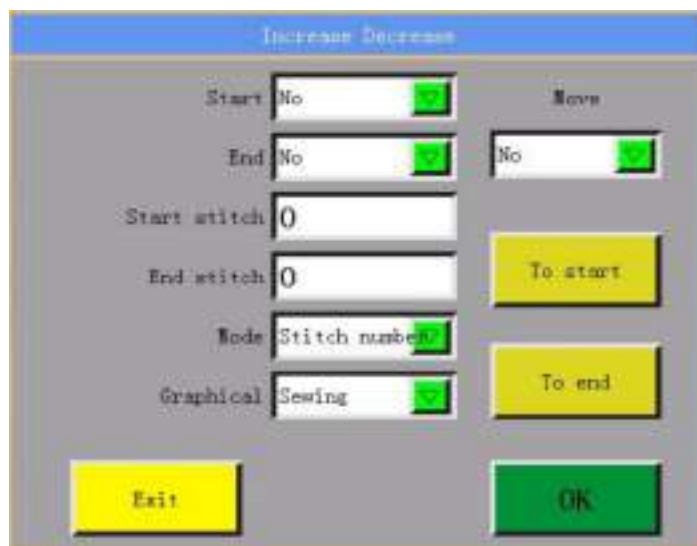 Increase Decrease
Start No
Move
End No
No
Start stitch 0
To start
End stitch 0
Mode Stitch number
To end
Graphical Sewing
Exit
OK